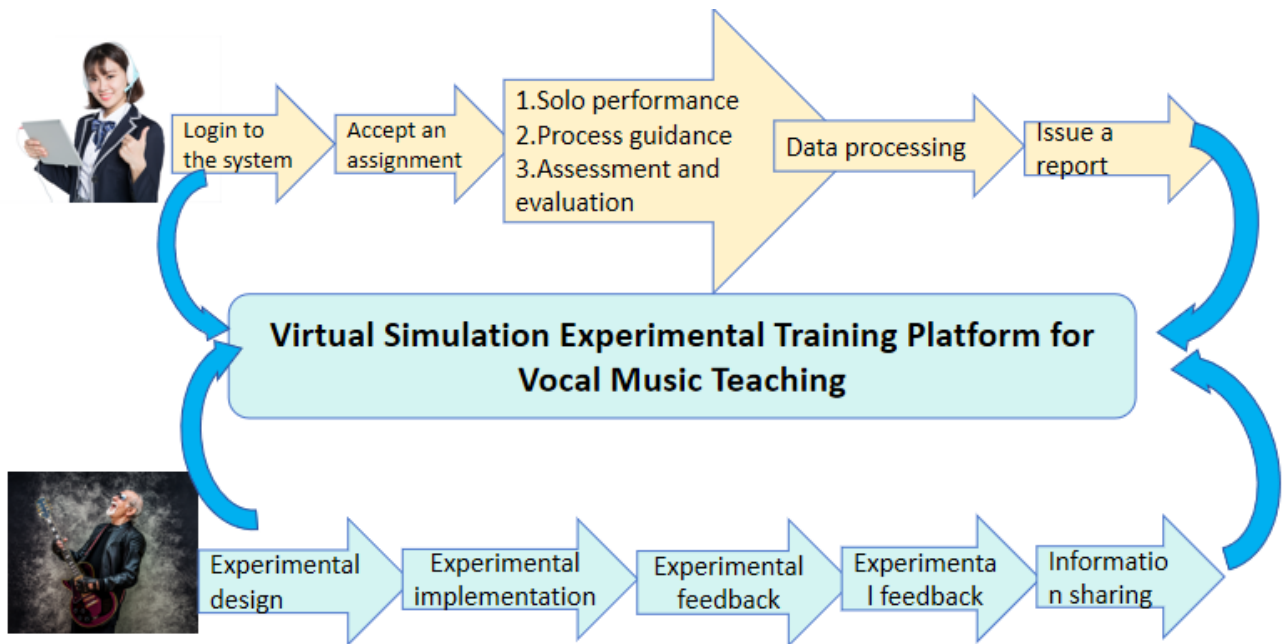 Login to
the system
Accept an
assignment
1.Solo performance
2.Process guidance
3.Assessment and
evaluation
Data processing
Issue a
report
Virtual Simulation Experimental Training Platform for
Vocal Music Teaching
Experimental
design
Experimental
implementation
Experimental
feedback
Experimenta
l feedback
Informatio
n sharing